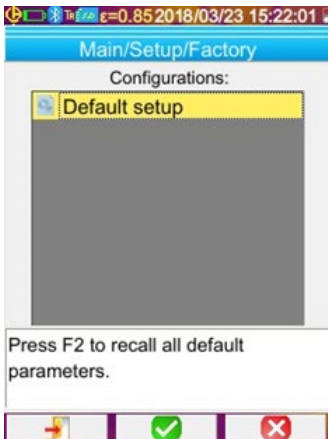 ε=0.85 2018/03/23 15:22:01
Main/Setup/Factory
Configurations:
Default setup
Press F2 to recall all default
parameters.